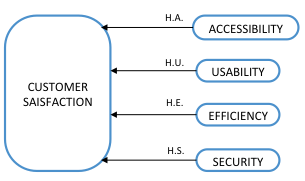 H.A.
ACCESSIBILITY
H.U.
USABILITY
CUSTOMER
SAISFACTION
H.E.
EFFICIENCY
H.S.
SECURITY